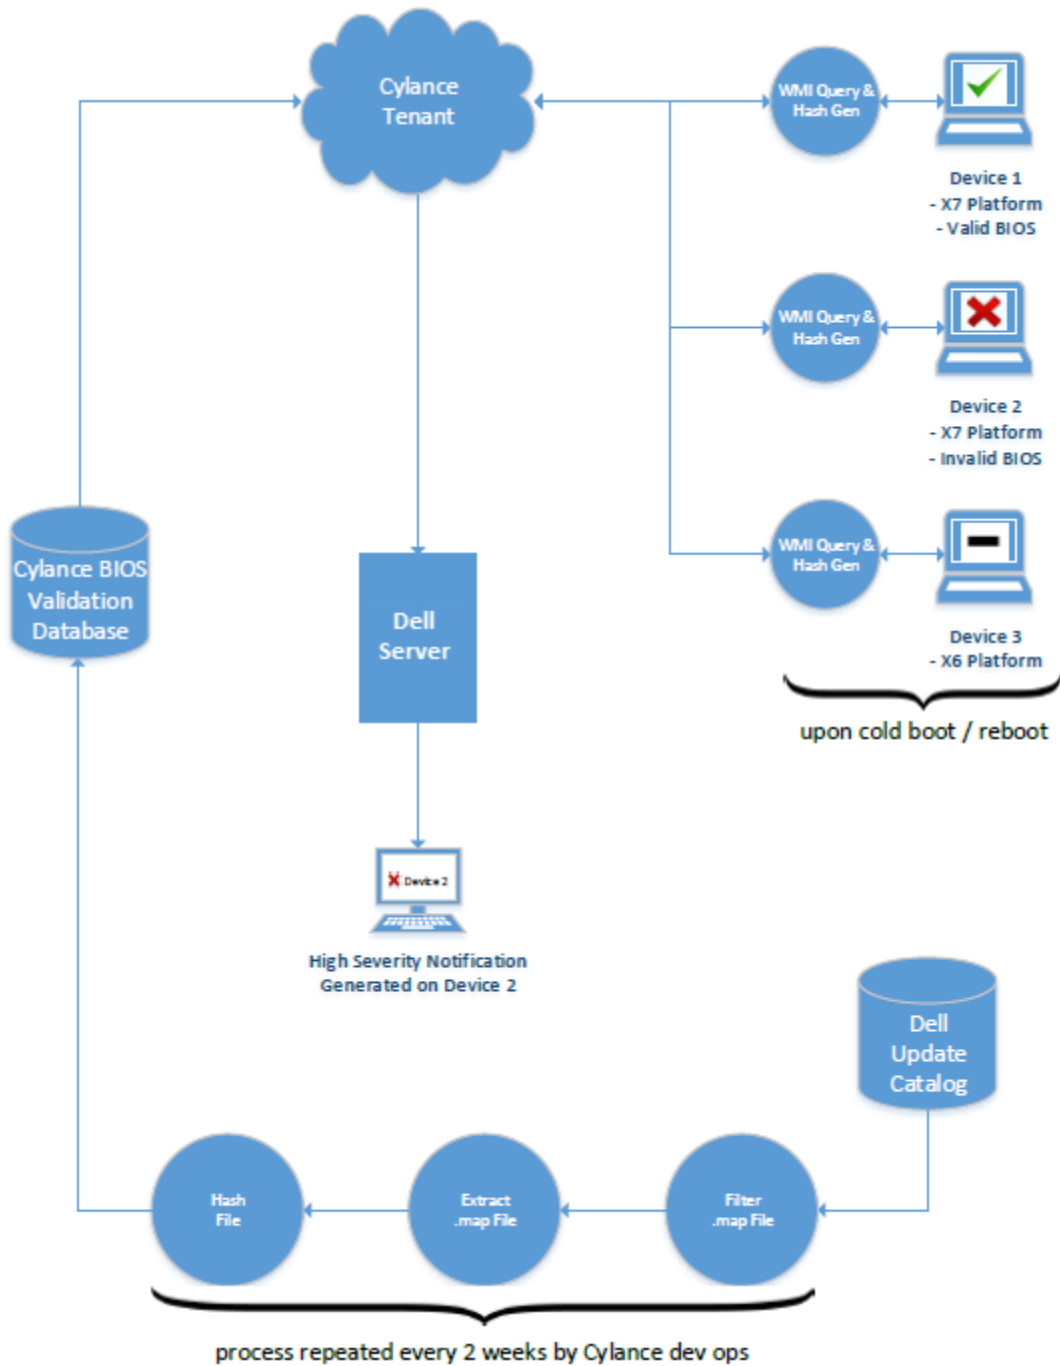 Cylance
Tenant
WMI Query &
Hash Gen
Device 1
- X7 Platform
- Valid BIOS
WMI Query &
Hash Gen
Device 2
- X7 Platform
- Invalid BIOS
WMI Query &
Hash Gen
Device 3
- X6 Platform
upon cold boot / reboot
Cylance BIOS
Validation
Database
Dell
Server
Device 2
High Severity Notification
Generated on Device 2
Dell
Update
Catalog
Hash
File
Extract
.map File
Filter
.map File
process repeated every 2 weeks by Cylance dev ops